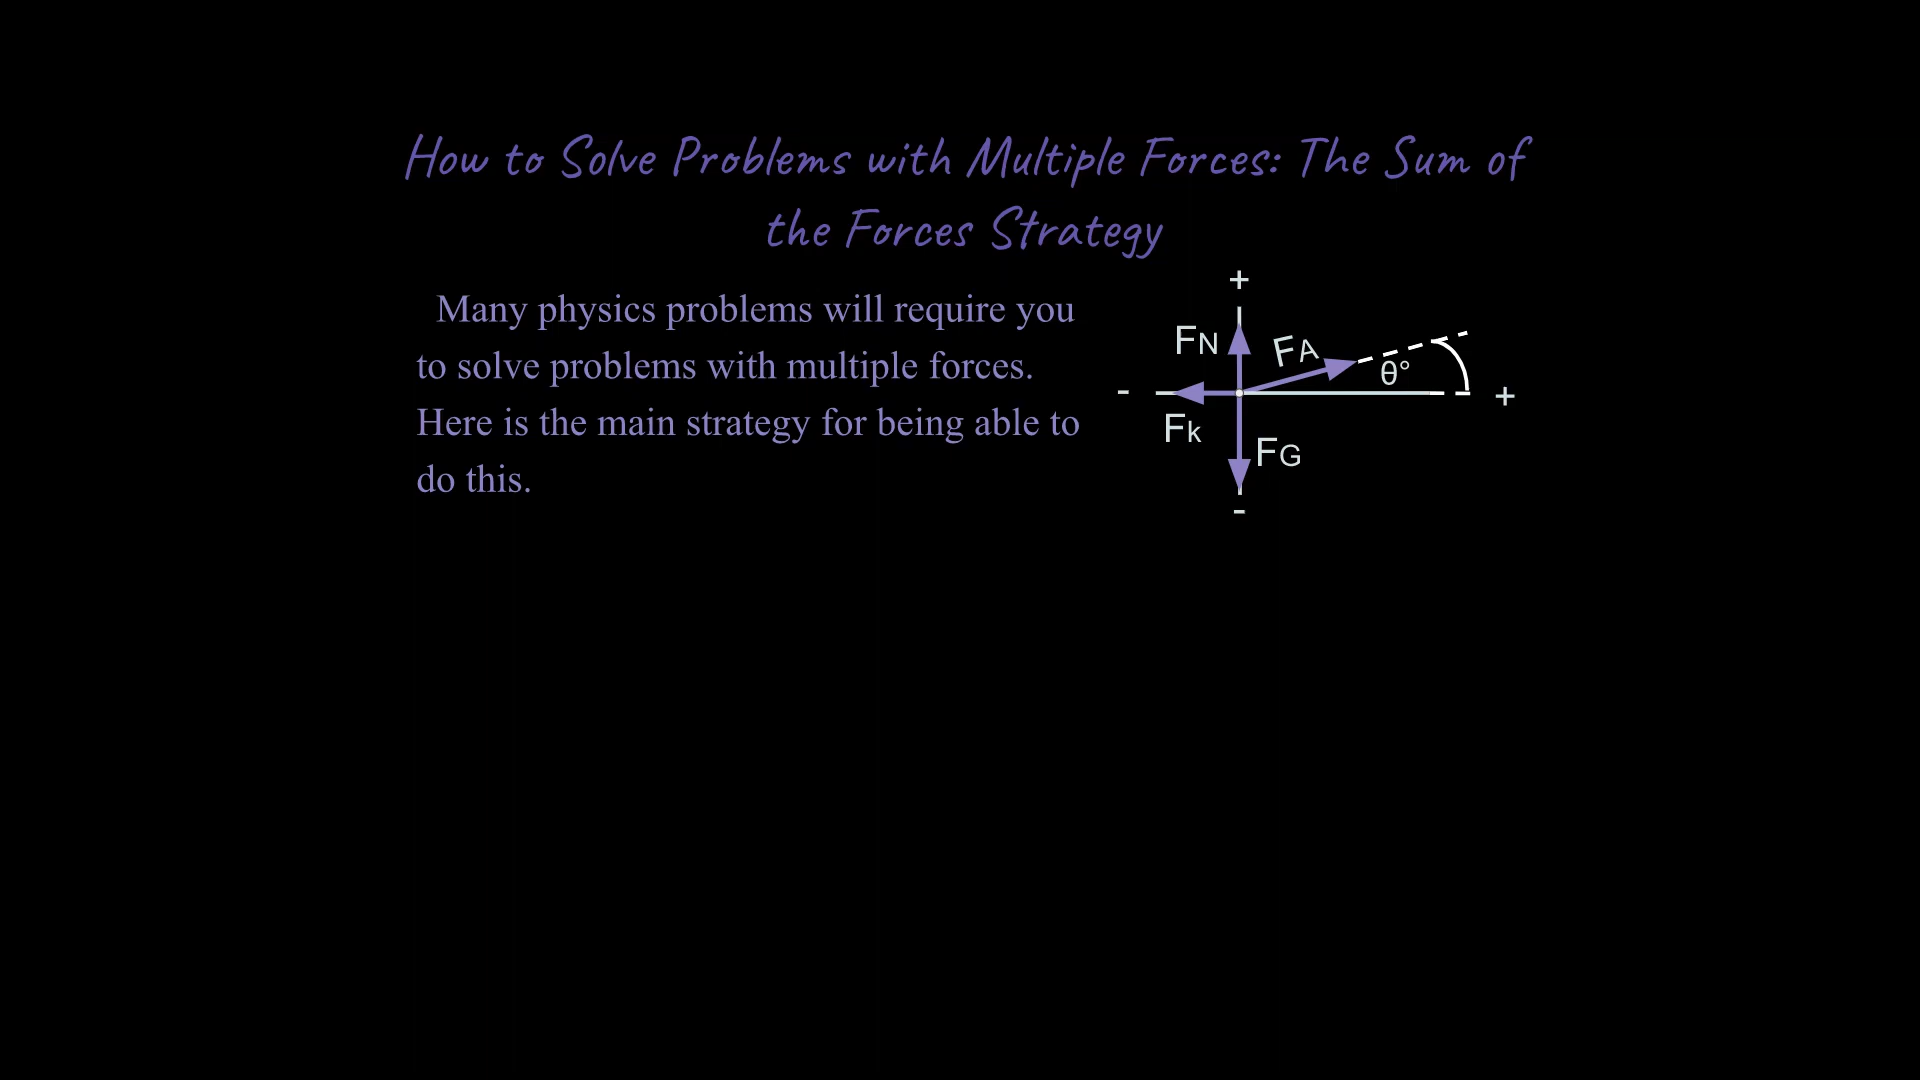 How to Solve Problems with Multiple Forces: The Sum of
the Forces Strategy
Many physics problems will require you
to solve problems with multiple forces.
Here is the main strategy for being able to
do this.
+
FN
FA
θ°
-
+
Fk
FG
-